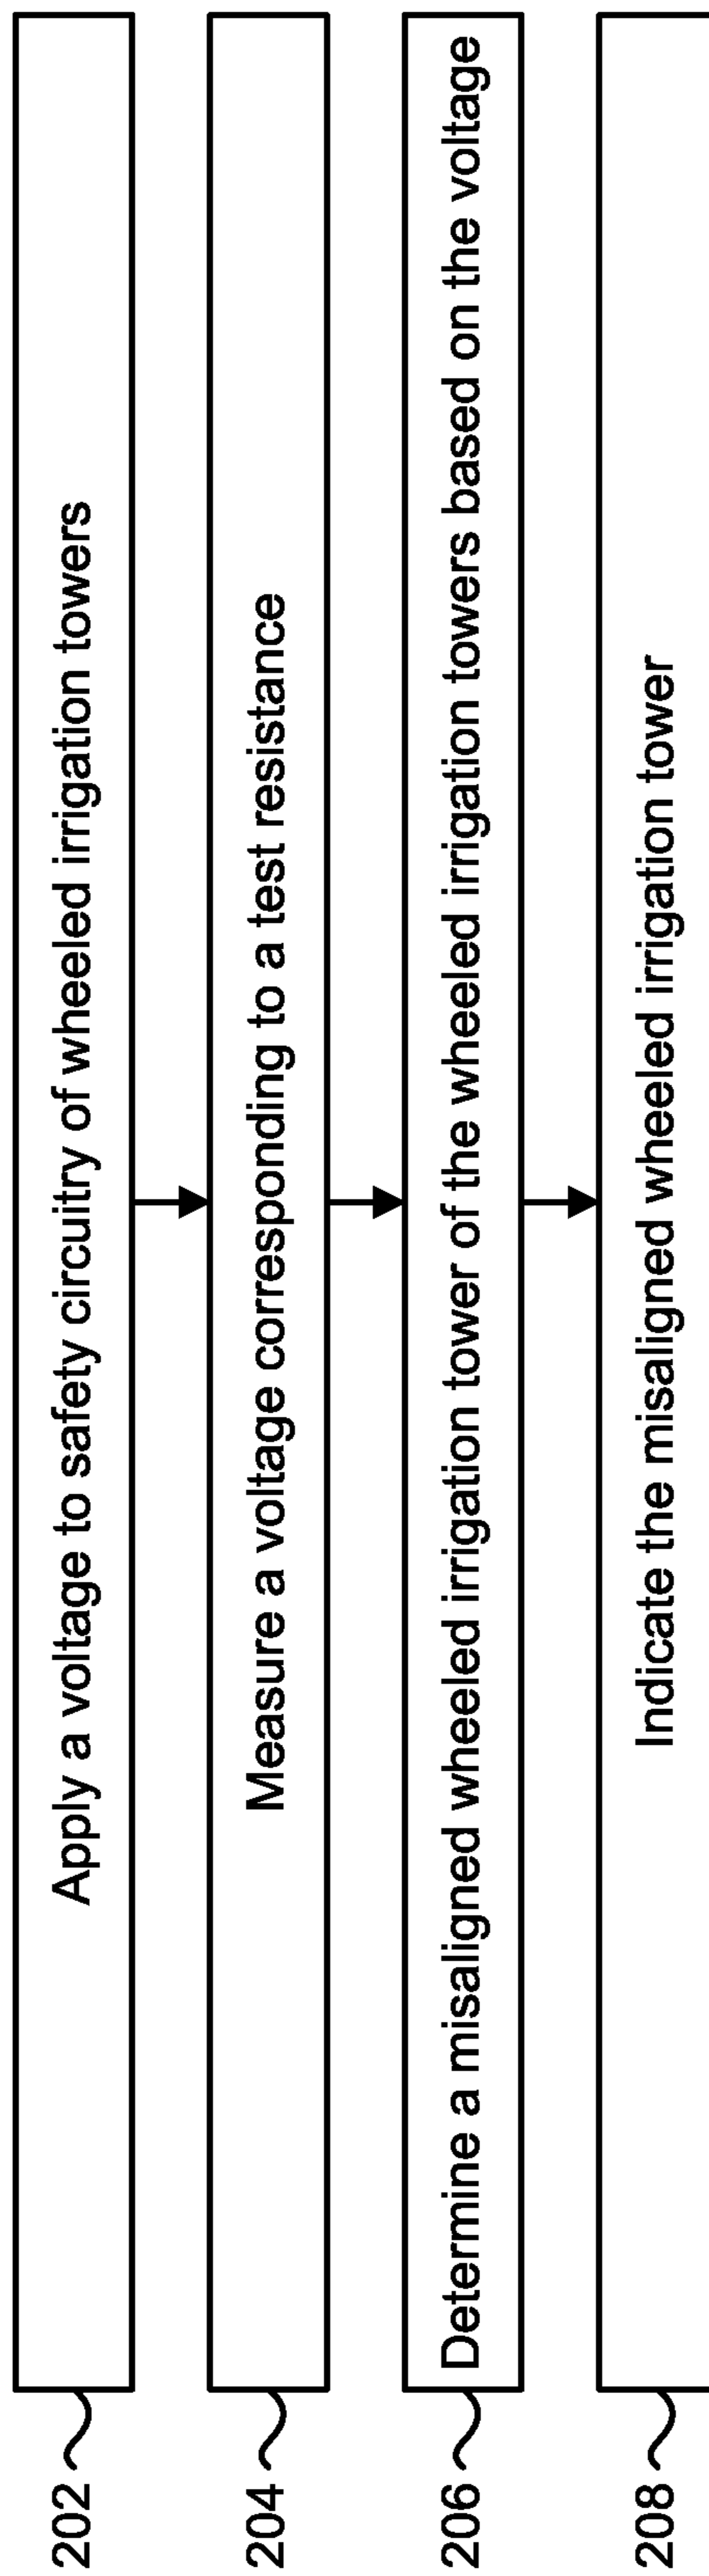 202
Apply a voltage to safety circuitry of wheeled irrigation towers
204
Measure a voltage corresponding to a test resistance
206
Determine a misaligned wheeled irrigation tower of the wheeled irrigation towers based on the voltage
208
Indicate the misaligned wheeled irrigation tower